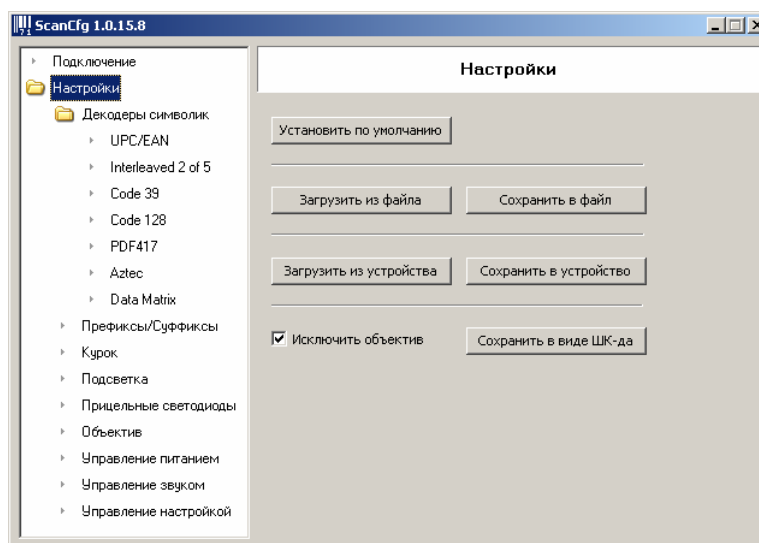 ScanCfg 1.0.15.8
Подключение
Настройки
Декодеры символик
UPC/EAN
Interleaved 2 of 5
Code 39
Code 128
PDF417
Aztec
Data Matrix
Префиксы/Суффиксы
Курок
Подсветка
Прицельные светодиоды
Объектив
Управление питанием
Управление звуком
Управление настройкой
Настройки
Установить по умолчанию
Загрузить из файла
Сохранить в файл
Загрузить из устройства
Сохранить в устройство
Исключить объектив
Сохранить в виде ШК-да